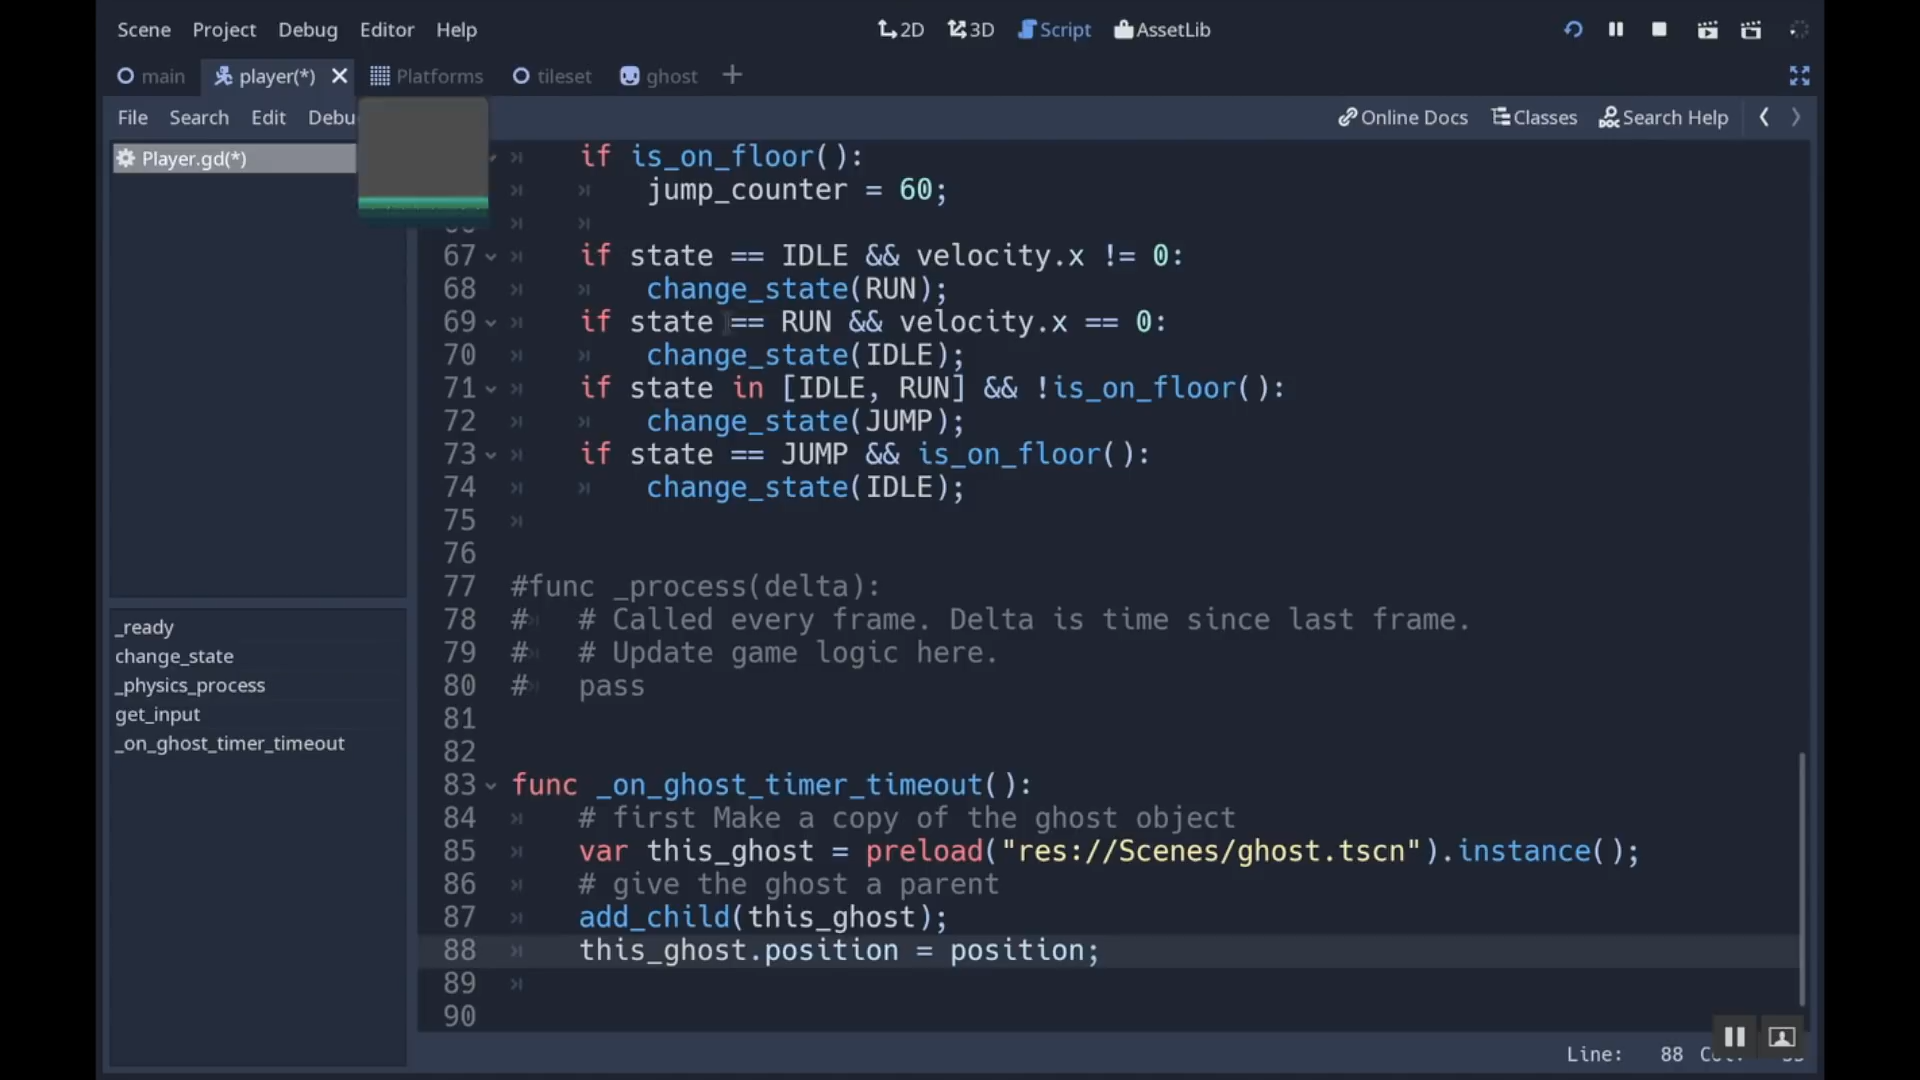 Scene Project Debug Editor Help 2D 3D Script AssetLib
main player(*) Platforms tileset ghost
File Search Edit Debu Online Docs Classes Search Help
Player.gd(*)
if is_on_floor():
jump_counter = 60;
67 if state == IDLE && velocity.x != 0:
68 change_state(RUN);
69 if state == RUN && velocity.x == 0:
70 change_state(IDLE);
71 if state in [IDLE, RUN] && !is_on_floor():
72 change_state(JUMP);
73 if state == JUMP && is_on_floor():
74 change_state(IDLE);
75
76
77 #func _process(delta):
78 # # Called every frame. Delta is time since last frame.
79 # # Update game logic here.
80 # pass
81
82
83 func _on_ghost_timer_timeout():
84 # first Make a copy of the ghost object
85 var this_ghost = preload("res://Scenes/ghost.tscn").instance();
86 # give the ghost a parent
87 add_child(this_ghost);
88 this_ghost.position = position;
89
90
_ready
change_state
_physics_process
get_input
_on_ghost_timer_timeout
Line: 88